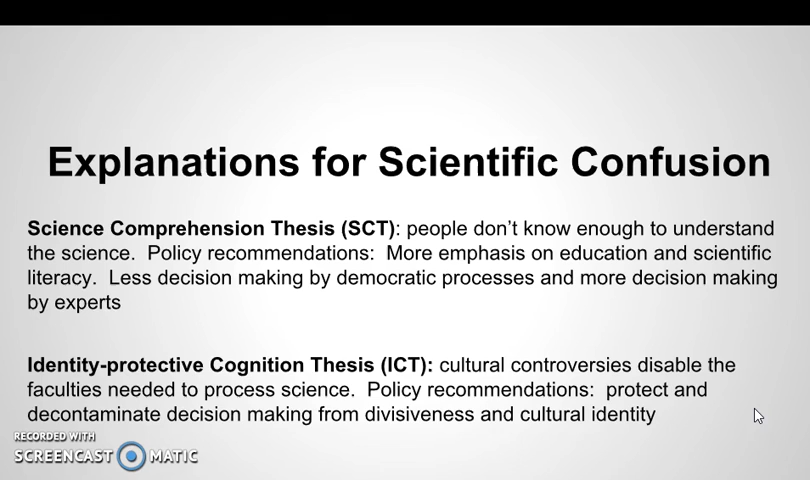 Explanations for Scientific Confusion
Science Comprehension Thesis (SCT): people don't know enough to understand
the science.  Policy recommendations:  More emphasis on education and scientific
literacy.  Less decision making by democratic processes and more decision making
by experts
Identity-protective Cognition Thesis (ICT): cultural controversies disable the
faculties needed to process science.  Policy recommendations:  protect and
decontaminate decision making from divisiveness and cultural identity
RECORDED WITH
SCREENCAST MATIC